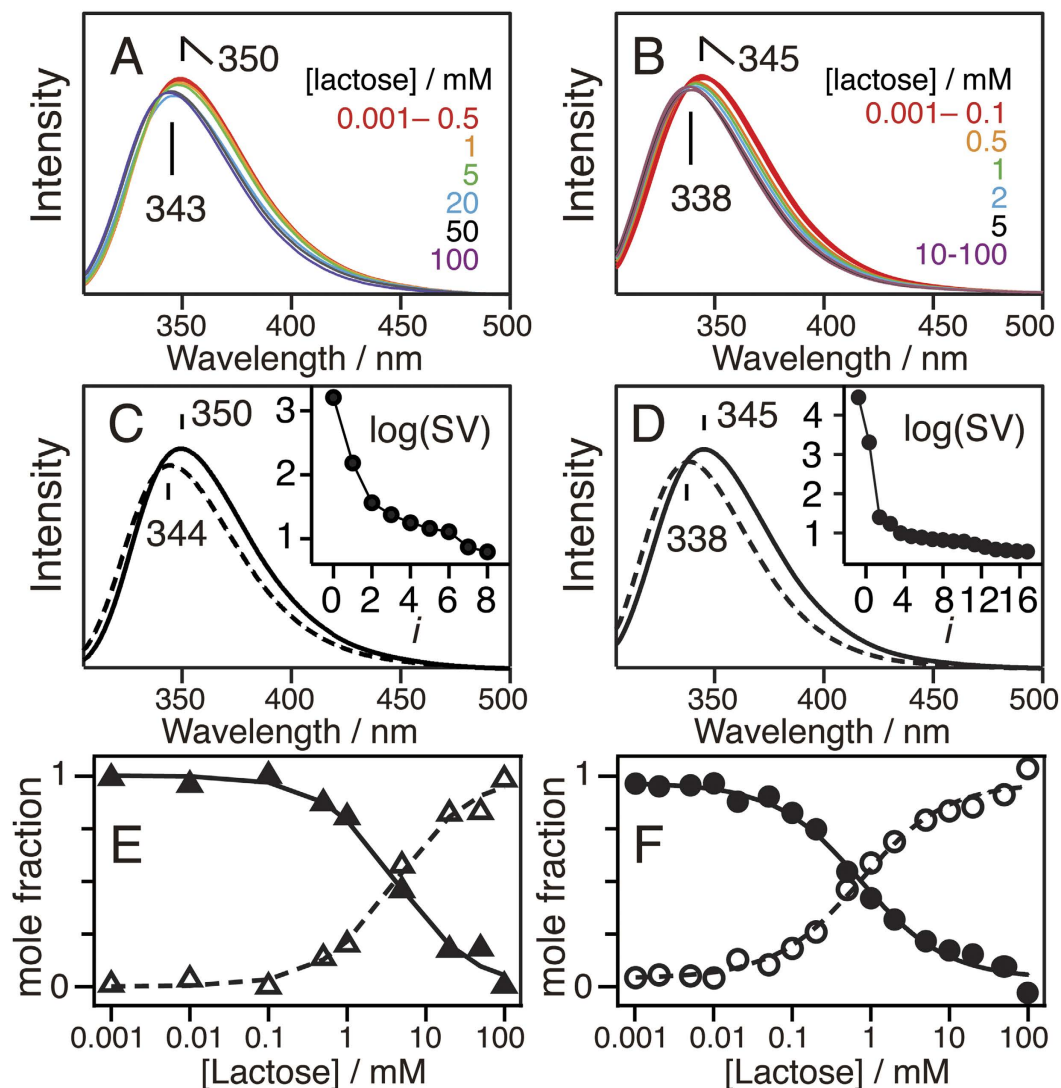 A
350
[lactose] / mM
0.001– 0.5
1
5
20
50
100
343
Intensity
350
400
450
500
Wavelength / nm
B
345
[lactose] / mM
0.001– 0.1
0.5
1
2
5
10-100
338
Intensity
350
400
450
500
Wavelength / nm
C
350
344
log(SV)
3
2
1
0 2 4 6 8
i
Intensity
350
400
450
500
Wavelength / nm
D
345
338
log(SV)
4
3
2
1
0 4 8 12 16
i
Intensity
350
400
450
500
Wavelength / nm
E
1
0
mole fraction
0.001
0.01
0.1
1
10
100
[Lactose] / mM
F
1
0
mole fraction
0.001
0.01
0.1
1
10
100
[Lactose] / mM